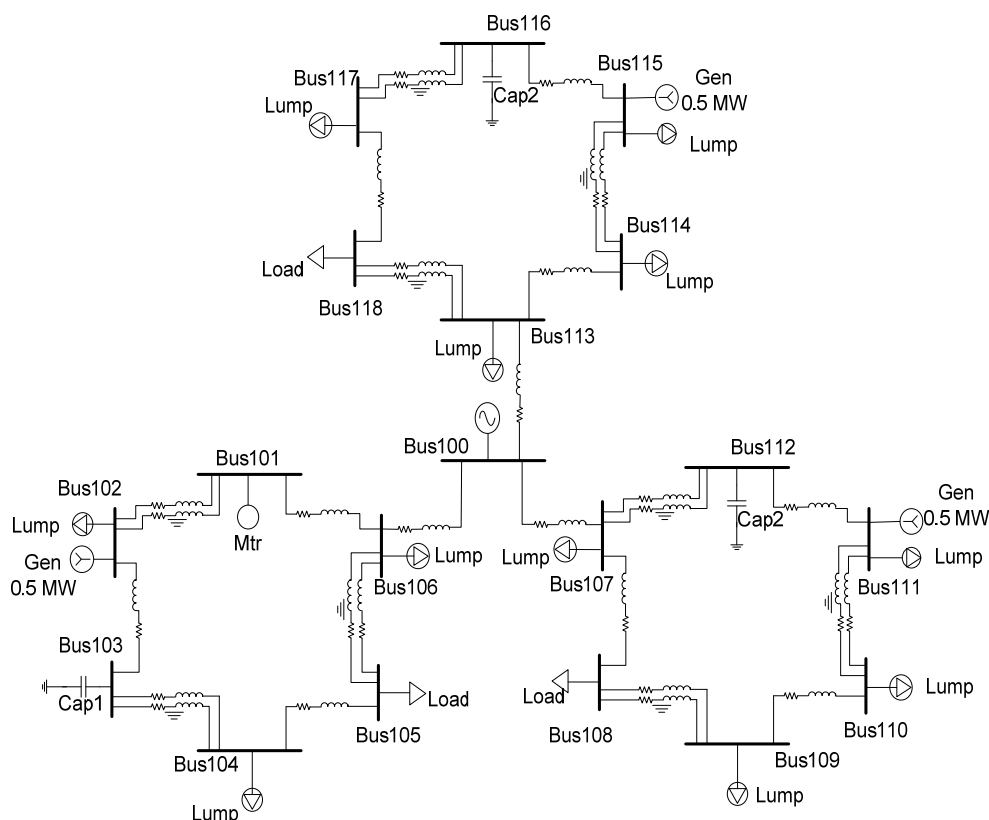 Bus116
Bus117
Bus115
Gen
0.5 MW
Cap2
Lump
Lump
Bus114
Load
Lump
Bus118
Bus113
Lump
Bus100
Bus112
Bus101
Bus102
Gen
0.5 MW
Lump
Cap2
Mtr
Lump
Lump
Lump
Gen
0.5 MW
Bus106
Bus107
Bus111
Bus103
Cap1
Load
Load
Lump
Bus105
Bus108
Bus110
Bus104
Bus109
Lump
Lump